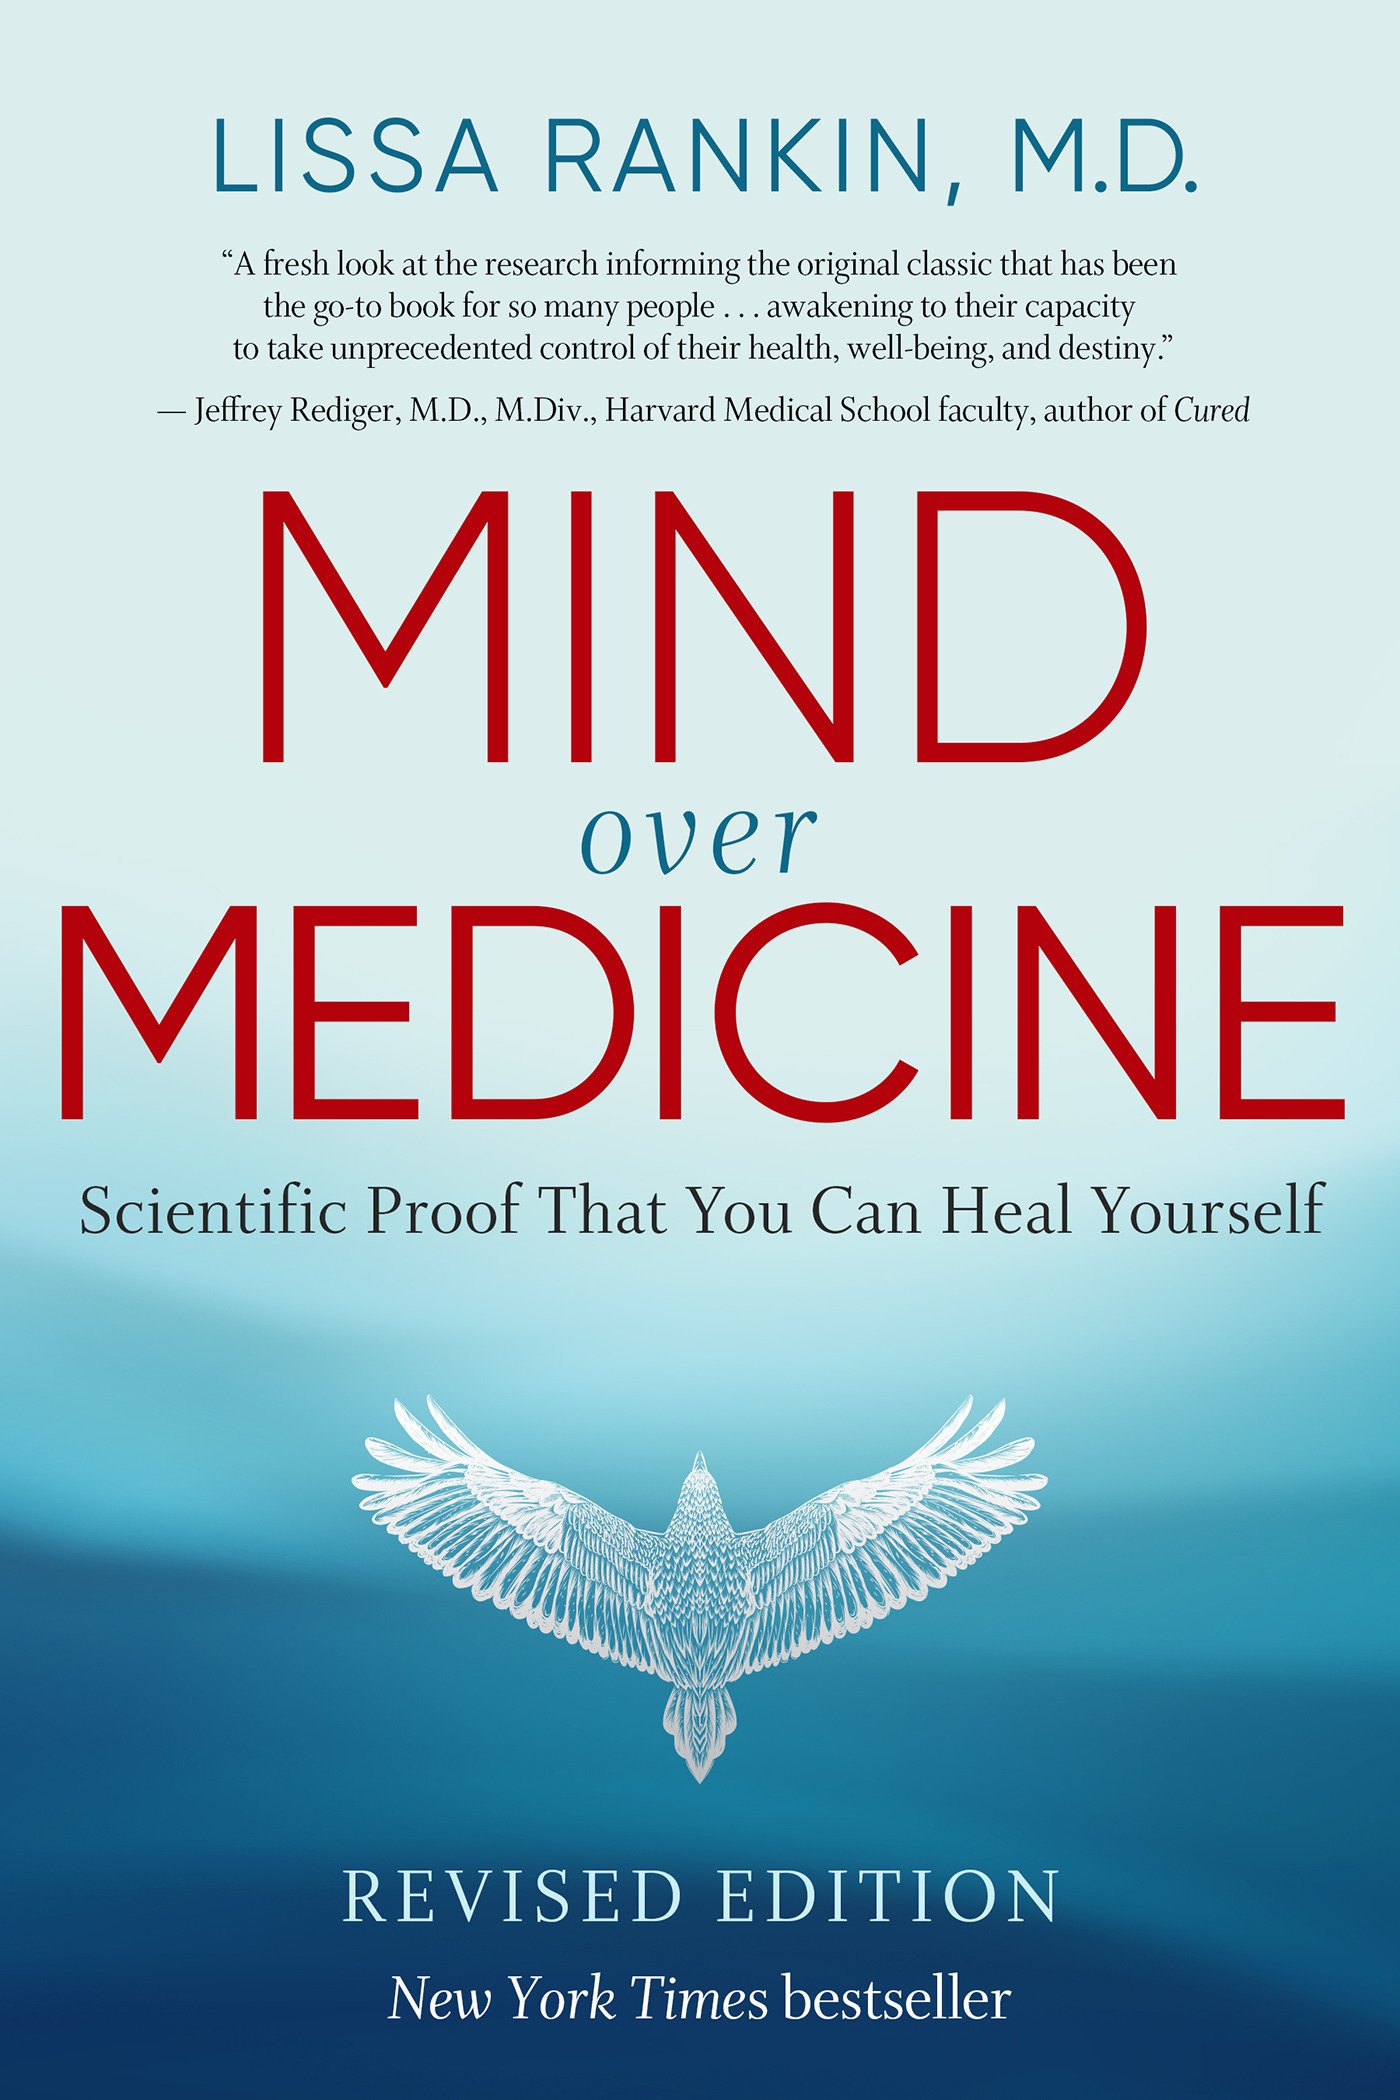 LISSA RANKIN, M.D.
“A fresh look at the research informing the original classic that has been
the go-to book for so many people . . . awakening to their capacity
to take unprecedented control of their health, well-being, and destiny.”
— Jeffrey Rediger, M.D., M.Div., Harvard Medical School faculty, author of Cured
MIND
over
MEDICINE
Scientific Proof That You Can Heal Yourself
REVISED EDITION
New York Times bestseller